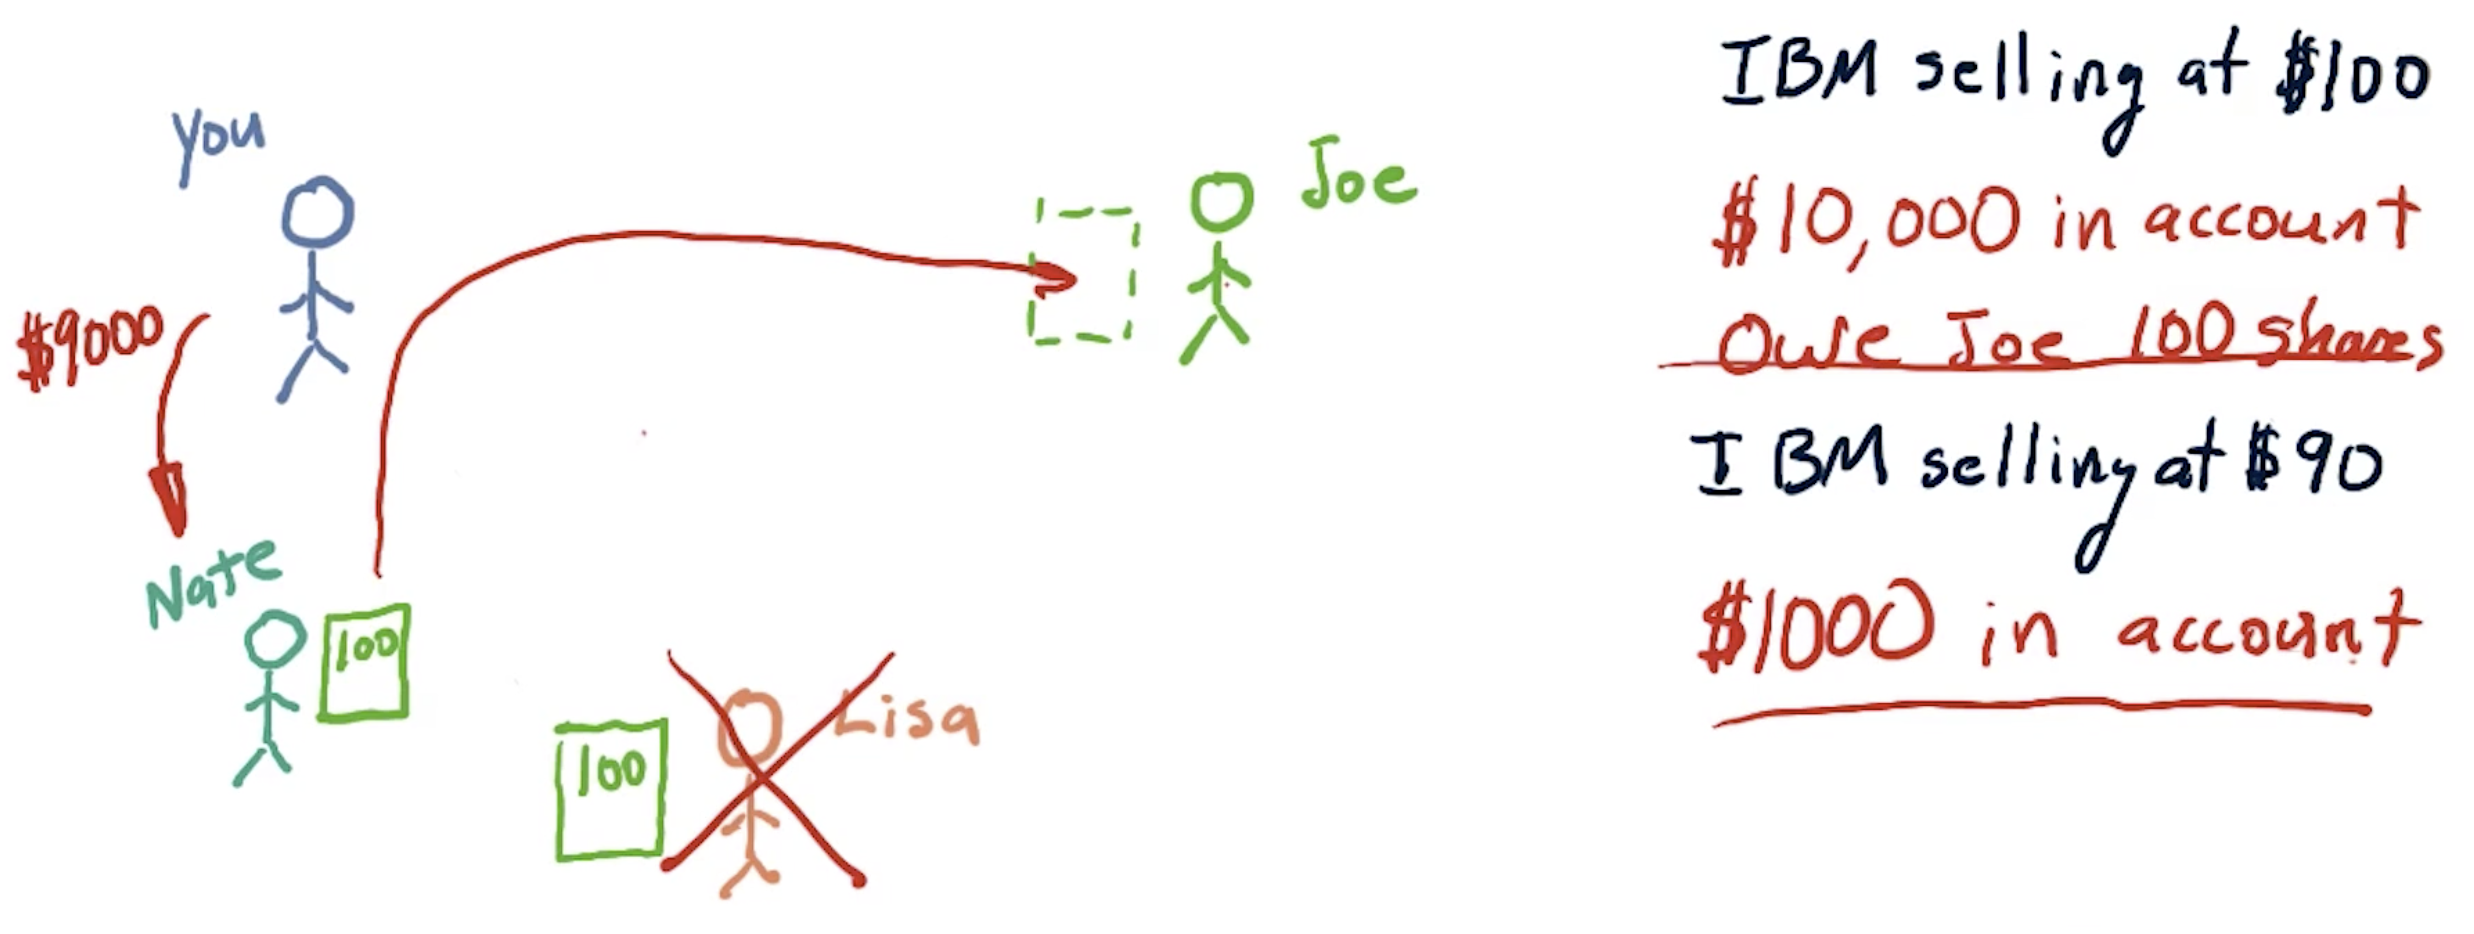 you
Joe
$9000
Nate
100
100
Lisa
IBM selling at $100
$10,000 in account
Owe Joe 100 shares
IBM selling at $90
$1000 in account